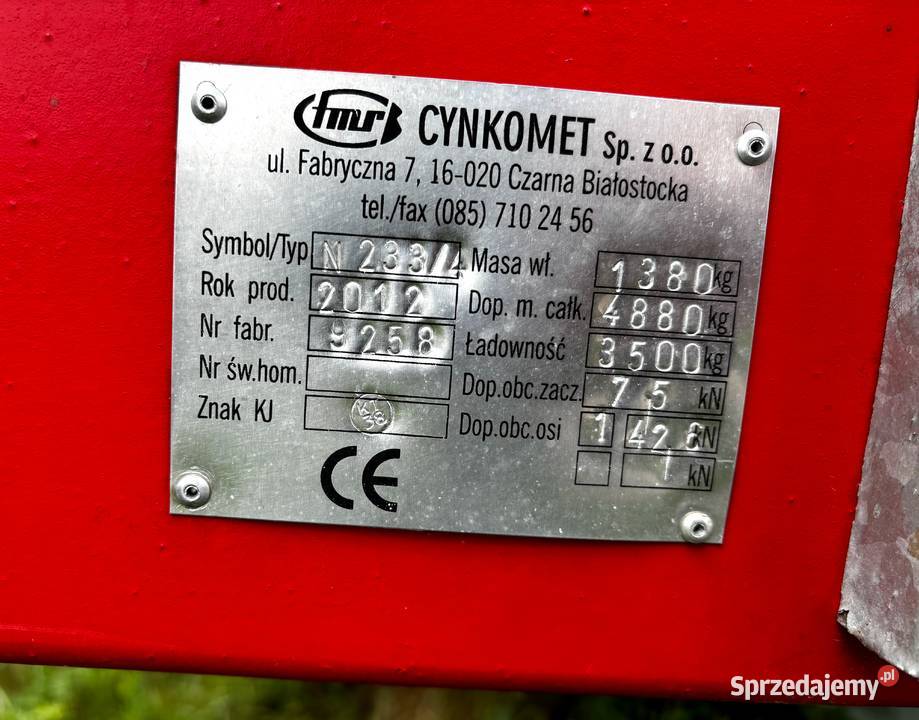 fmrB CYNKOMET Sp. z o.o.
ul. Fabryczna 7, 16-020 Czarna Białostocka
tel./fax (085) 710 24 56
Symbol/Typ N 233/4 Masa wł. 1380 kg
Rok prod. 2012 Dop. m. całk. 4880 kg
Nr fabr. 9258 Ładowność 3500 kg
Nr św.hom. Dop.obc.zacz. 7,5 kN
Znak KJ KJ 38 Dop.obc.osi 1 42,8 kN
kN
CE
Sprzedajemy.pl